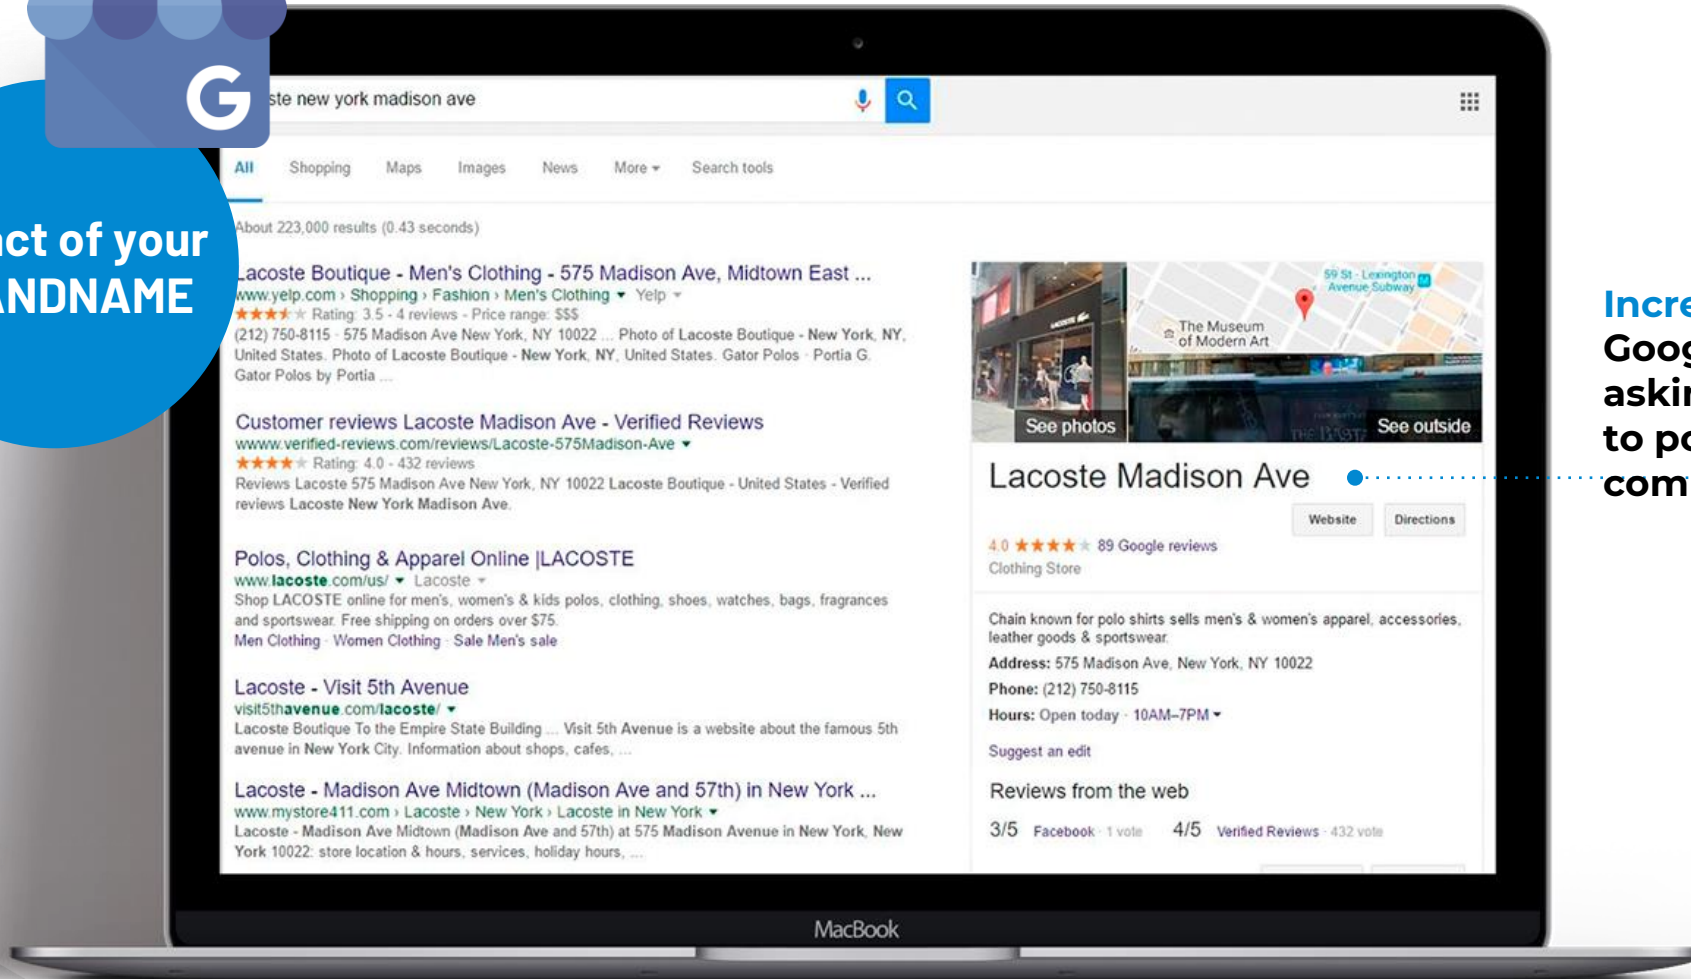 G
ste new york madison ave
All Shopping Maps Images News More Search tools
About 223,000 results (0.43 seconds)
act of your
ANDNAME
Lacoste Boutique - Men's Clothing - 575 Madison Ave, Midtown East ...
www.yelp.com › Shopping › Fashion › Men's Clothing Yelp
Rating: 3.5 - 4 reviews - Price range: $$$
(212) 750-8115 · 575 Madison Ave New York, NY 10022 ... Photo of Lacoste Boutique - New York, NY,
United States. Photo of Lacoste Boutique - New York, NY, United States. Gator Polos · Portia G.
Gator Polos by Portia ...
Customer reviews Lacoste Madison Ave - Verified Reviews
wwww.verified-reviews.com/reviews/Lacoste-575Madison-Ave
Rating: 4.0 - 432 reviews
Reviews Lacoste 575 Madison Ave New York, NY 10022 Lacoste Boutique - United States - Verified
reviews Lacoste New York Madison Ave.
Polos, Clothing & Apparel Online |LACOSTE
www.lacoste.com/us/ Lacoste
Shop LACOSTE online for men's, women's & kids polos, clothing, shoes, watches, bags, fragrances
and sportswear. Free shipping on orders over $75.
Men Clothing · Women Clothing · Sale Men's sale
Lacoste - Visit 5th Avenue
visit5thavenue.com/lacoste/
Lacoste Boutique To the Empire State Building ... Visit 5th Avenue is a website about the famous 5th
avenue in New York City. Information about shops, cafes, ...
Lacoste - Madison Ave Midtown (Madison Ave and 57th) in New York ...
www.mystore411.com › Lacoste › New York › Lacoste in New York
Lacoste - Madison Ave Midtown (Madison Ave and 57th) at 575 Madison Avenue in New York, New
York 10022: store location & hours, services, holiday hours, ...
LACOSTE
59 St - Lexington
Avenue Subway
The Museum
of Modern Art
See photos
See outside
Lacoste Madison Ave
Website Directions
4.0 89 Google reviews
Clothing Store
Chain known for polo shirts sells men's & women's apparel, accessories,
leather goods & sportswear.
Address: 575 Madison Ave, New York, NY 10022
Phone: (212) 750-8115
Hours: Open today · 10AM–7PM
Suggest an edit
Reviews from the web
3/5 Facebook · 1 vote 4/5 Verified Reviews · 432 vote
Incre
Goog
askin
to po
com
MacBook